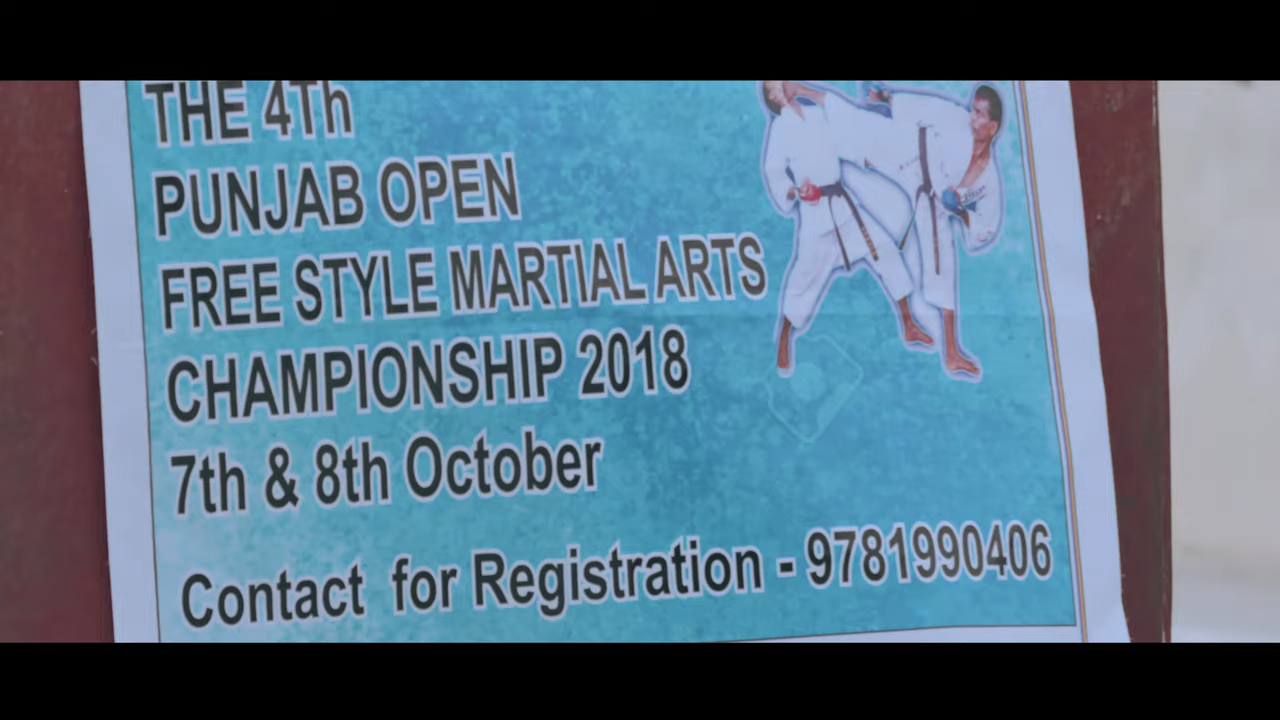 THE 4Th
PUNJAB OPEN
FREE STYLE MARTIAL ARTS
CHAMPIONSHIP 2018
7th & 8th October
Contact for Registration - 9781990406